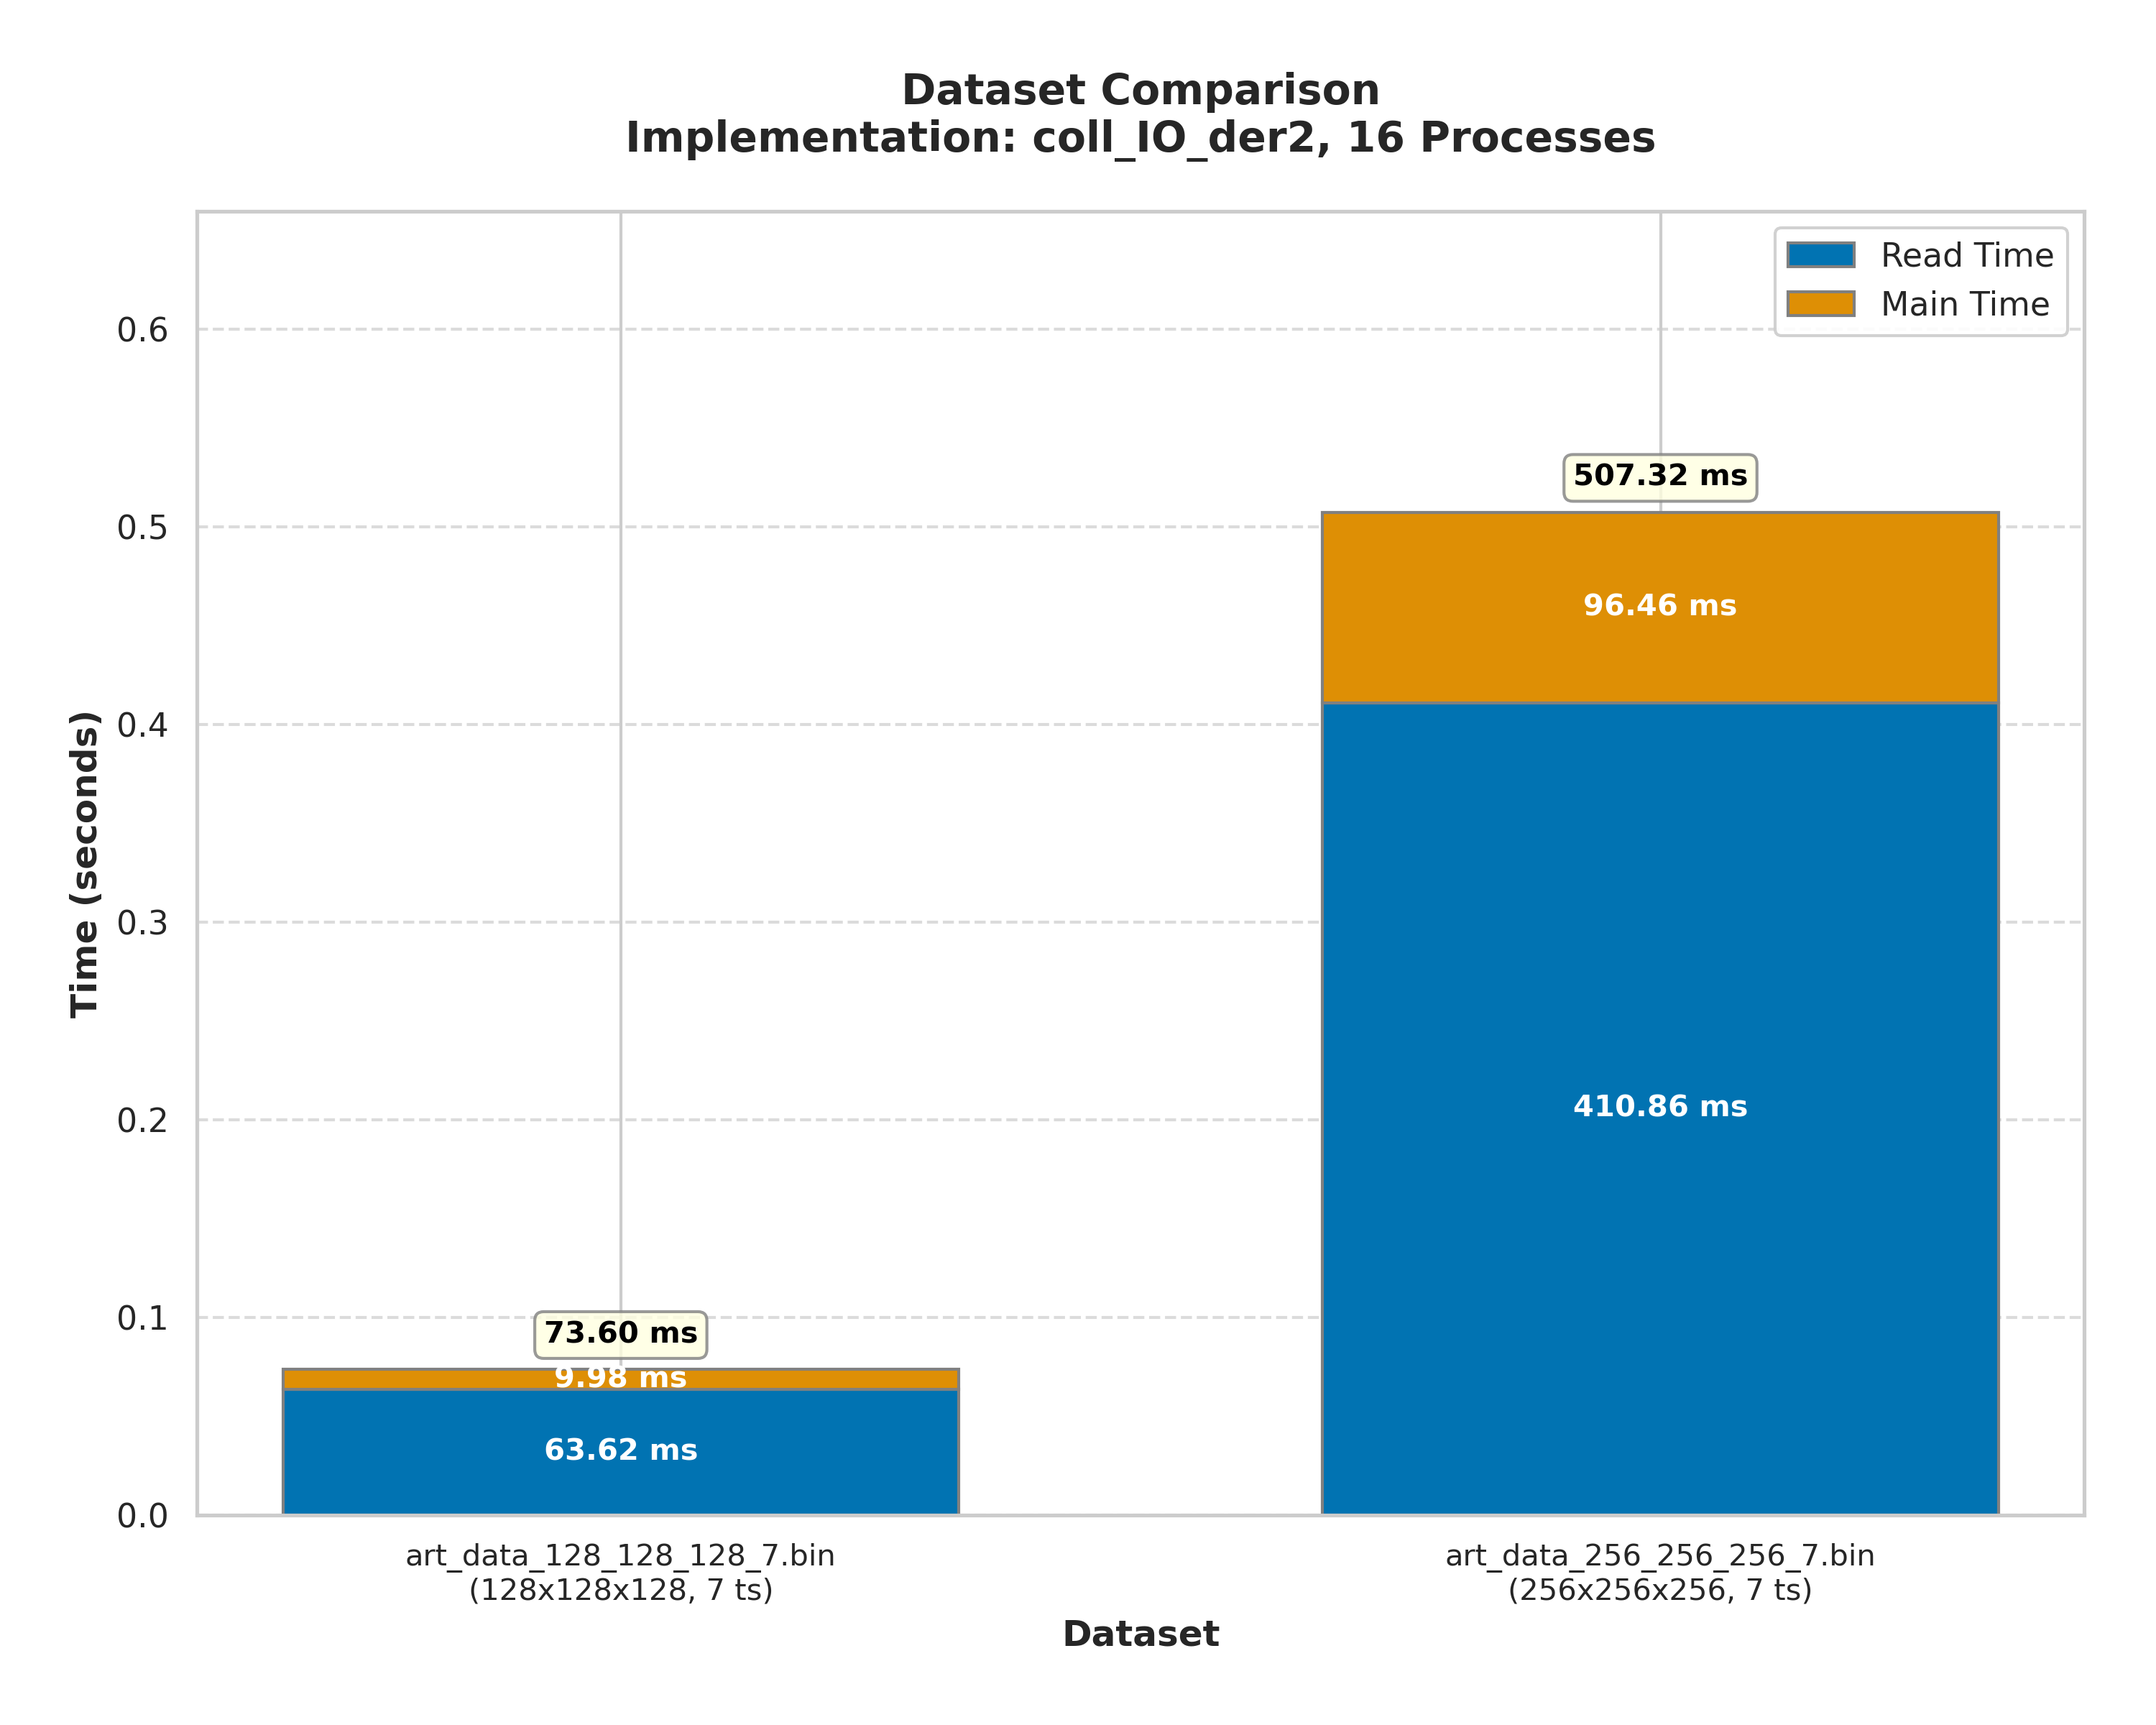 Dataset Comparison
Implementation: coll_IO_der2, 16 Processes
Read Time
Main Time
Time (seconds)
0.6
0.5
0.4
0.3
0.2
0.1
0.0
507.32 ms
96.46 ms
410.86 ms
73.60 ms
9.98 ms
63.62 ms
art_data_128_128_128_7.bin
(128x128x128, 7 ts)
art_data_256_256_256_7.bin
(256x256x256, 7 ts)
Dataset